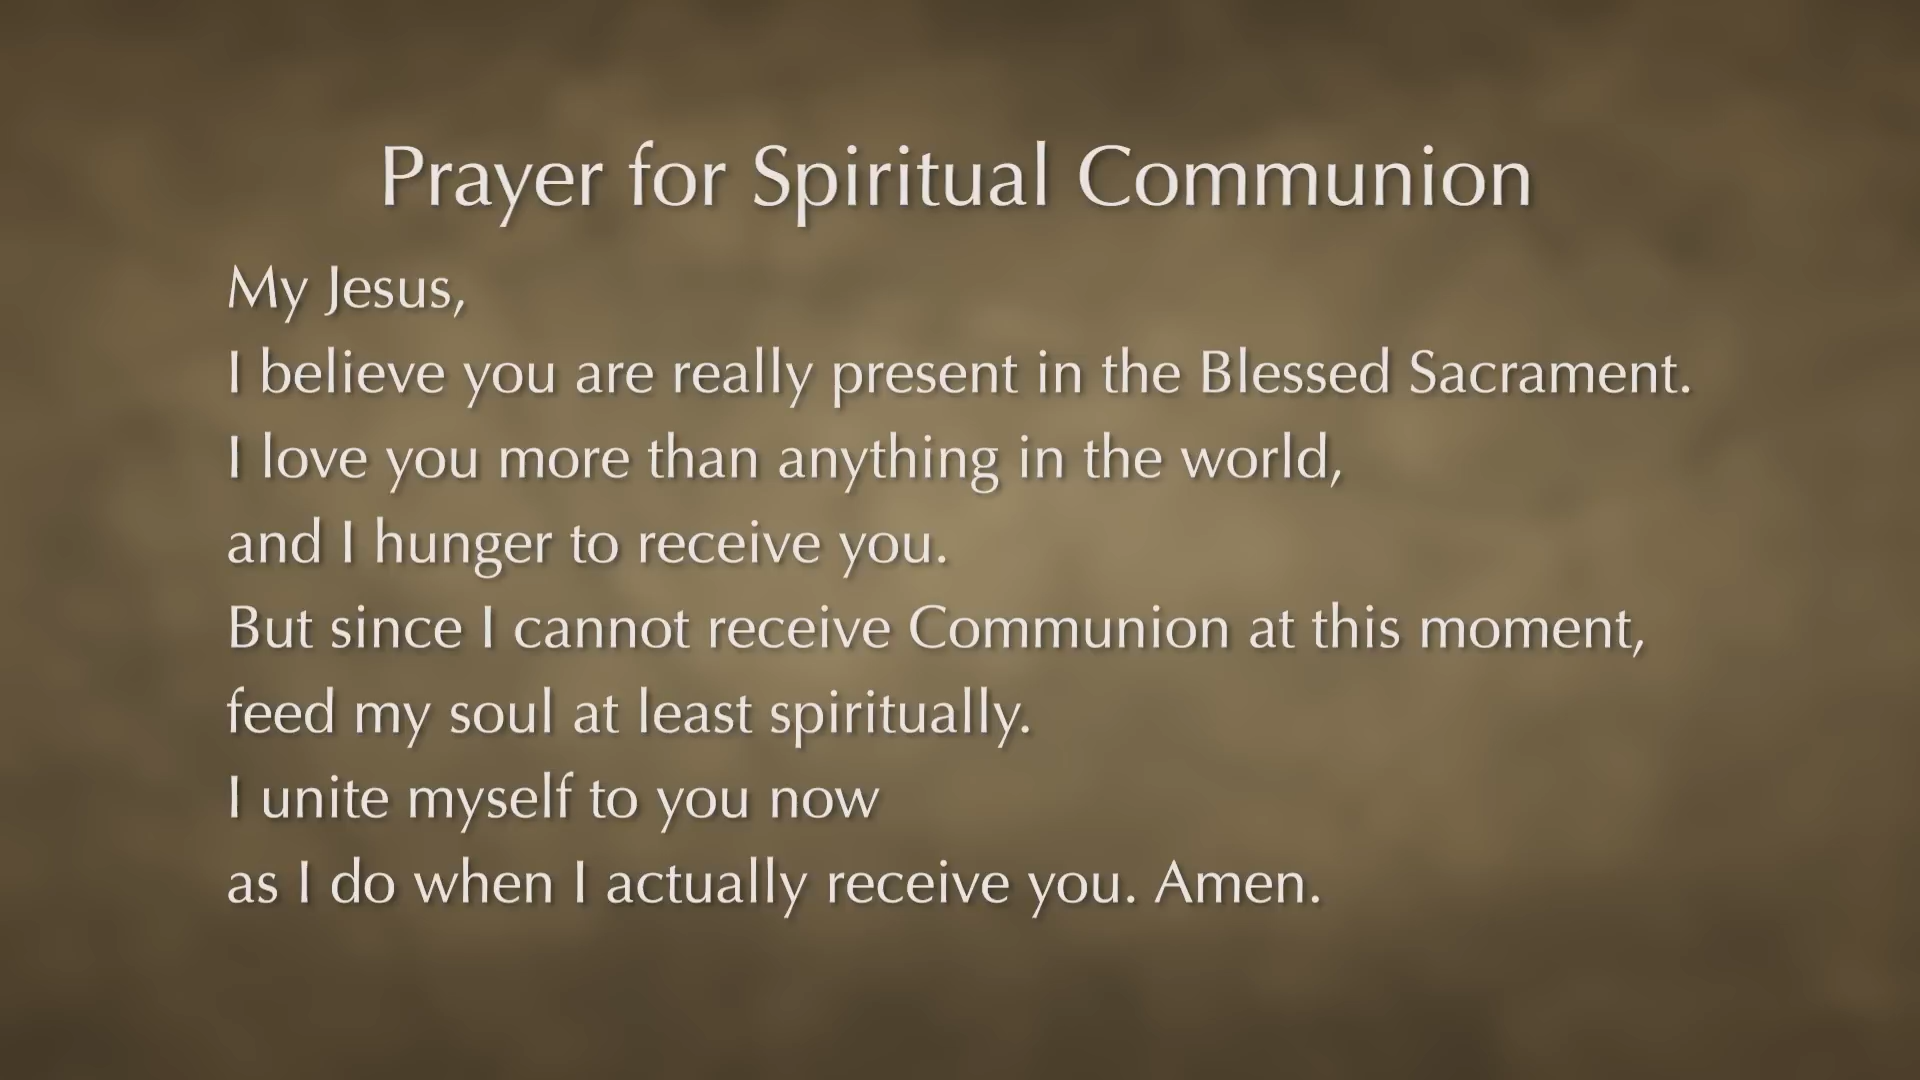 Prayer for Spiritual Communion
My Jesus,
I believe you are really present in the Blessed Sacrament.
I love you more than anything in the world,
and I hunger to receive you.
But since I cannot receive Communion at this moment,
feed my soul at least spiritually.
I unite myself to you now
as I do when I actually receive you. Amen.